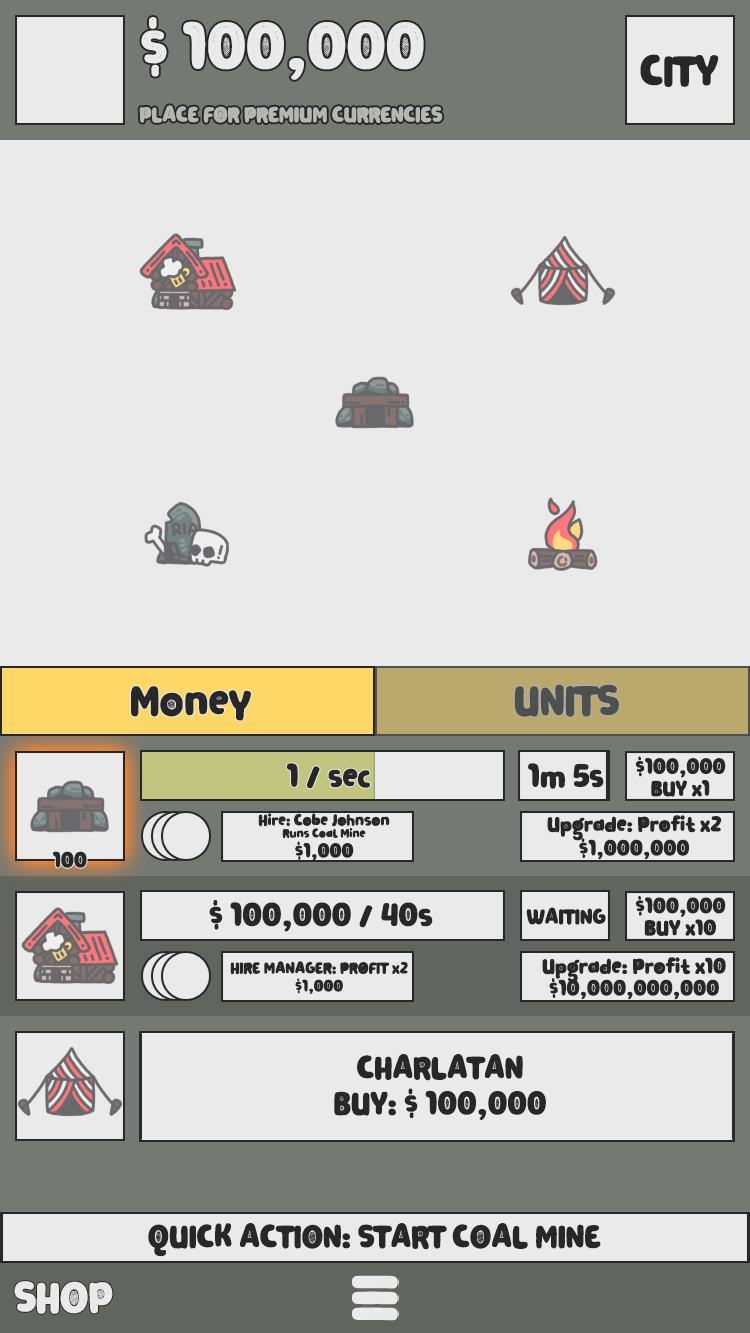 $ 100,000
PLACE FOR PREMIUM CURRENCIES
CITY
RIP
Money
UNITS
100
1 / sec
1m 5s
$100,000
BUY x1
Hire: Cobe Johnson
Runs Coal Mine
$1,000
Upgrade: Profit x2
$1,000,000
$ 100,000 / 40s
WAITING
$100,000
BUY x10
HIRE MANAGER: PROFIT x2
$1,000
Upgrade: Profit x10
$10,000,000,000
CHARLATAN
BUY: $ 100,000
QUICK ACTION: START COAL MINE
SHOP